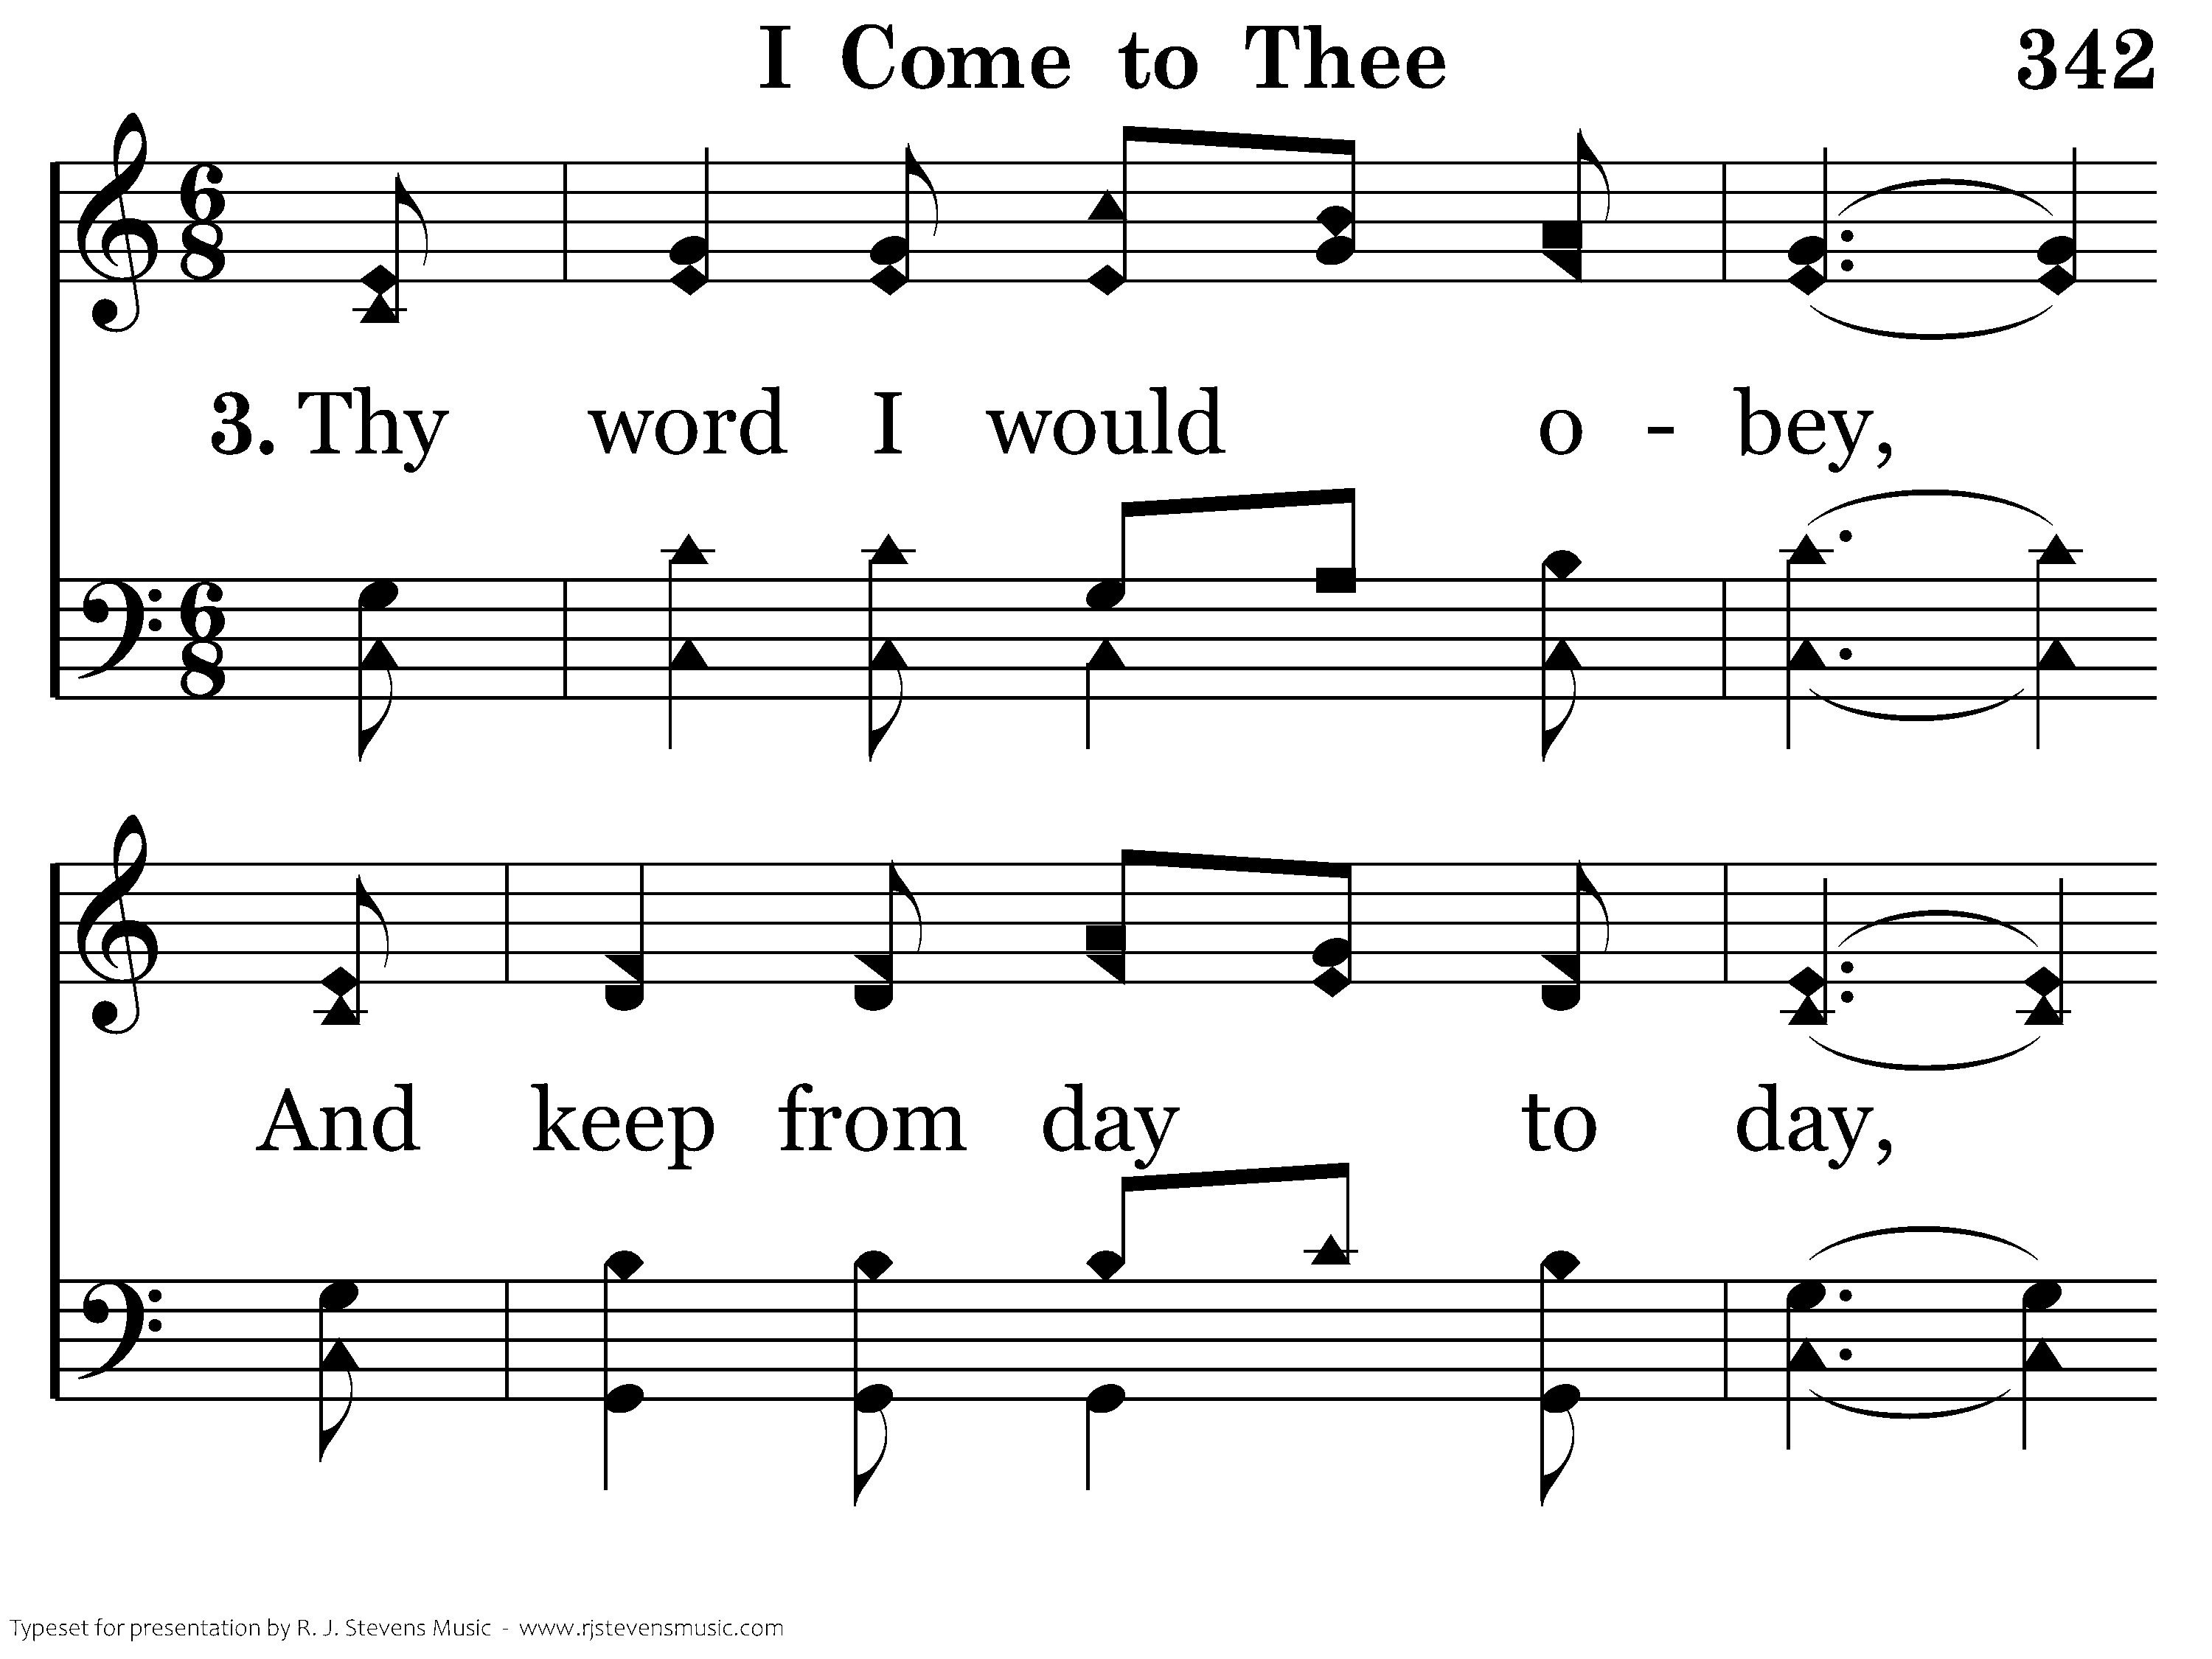 I Come to Thee 342
3. Thy word I would o - bey,
And keep from day to day,
Typeset for presentation by R. J. Stevens Music - www.rjstevensmusic.com